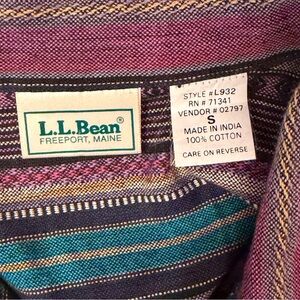 L.L.Bean®
FREEPORT, MAINE
STYLE #L932
RN # 71341
VENDOR # 02797
S
MADE IN INDIA
100% COTTON
CARE ON REVERSE